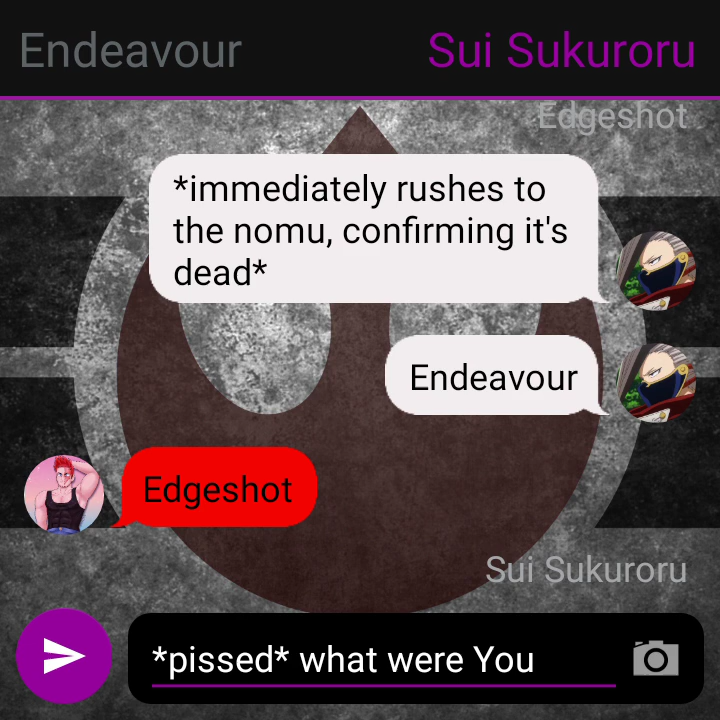 Endeavour
Sui Sukuroru
Edgeshot
*immediately rushes to
the nomu, confirming it's
dead*
Endeavour
Edgeshot
Sui Sukuroru
*pissed* what were You